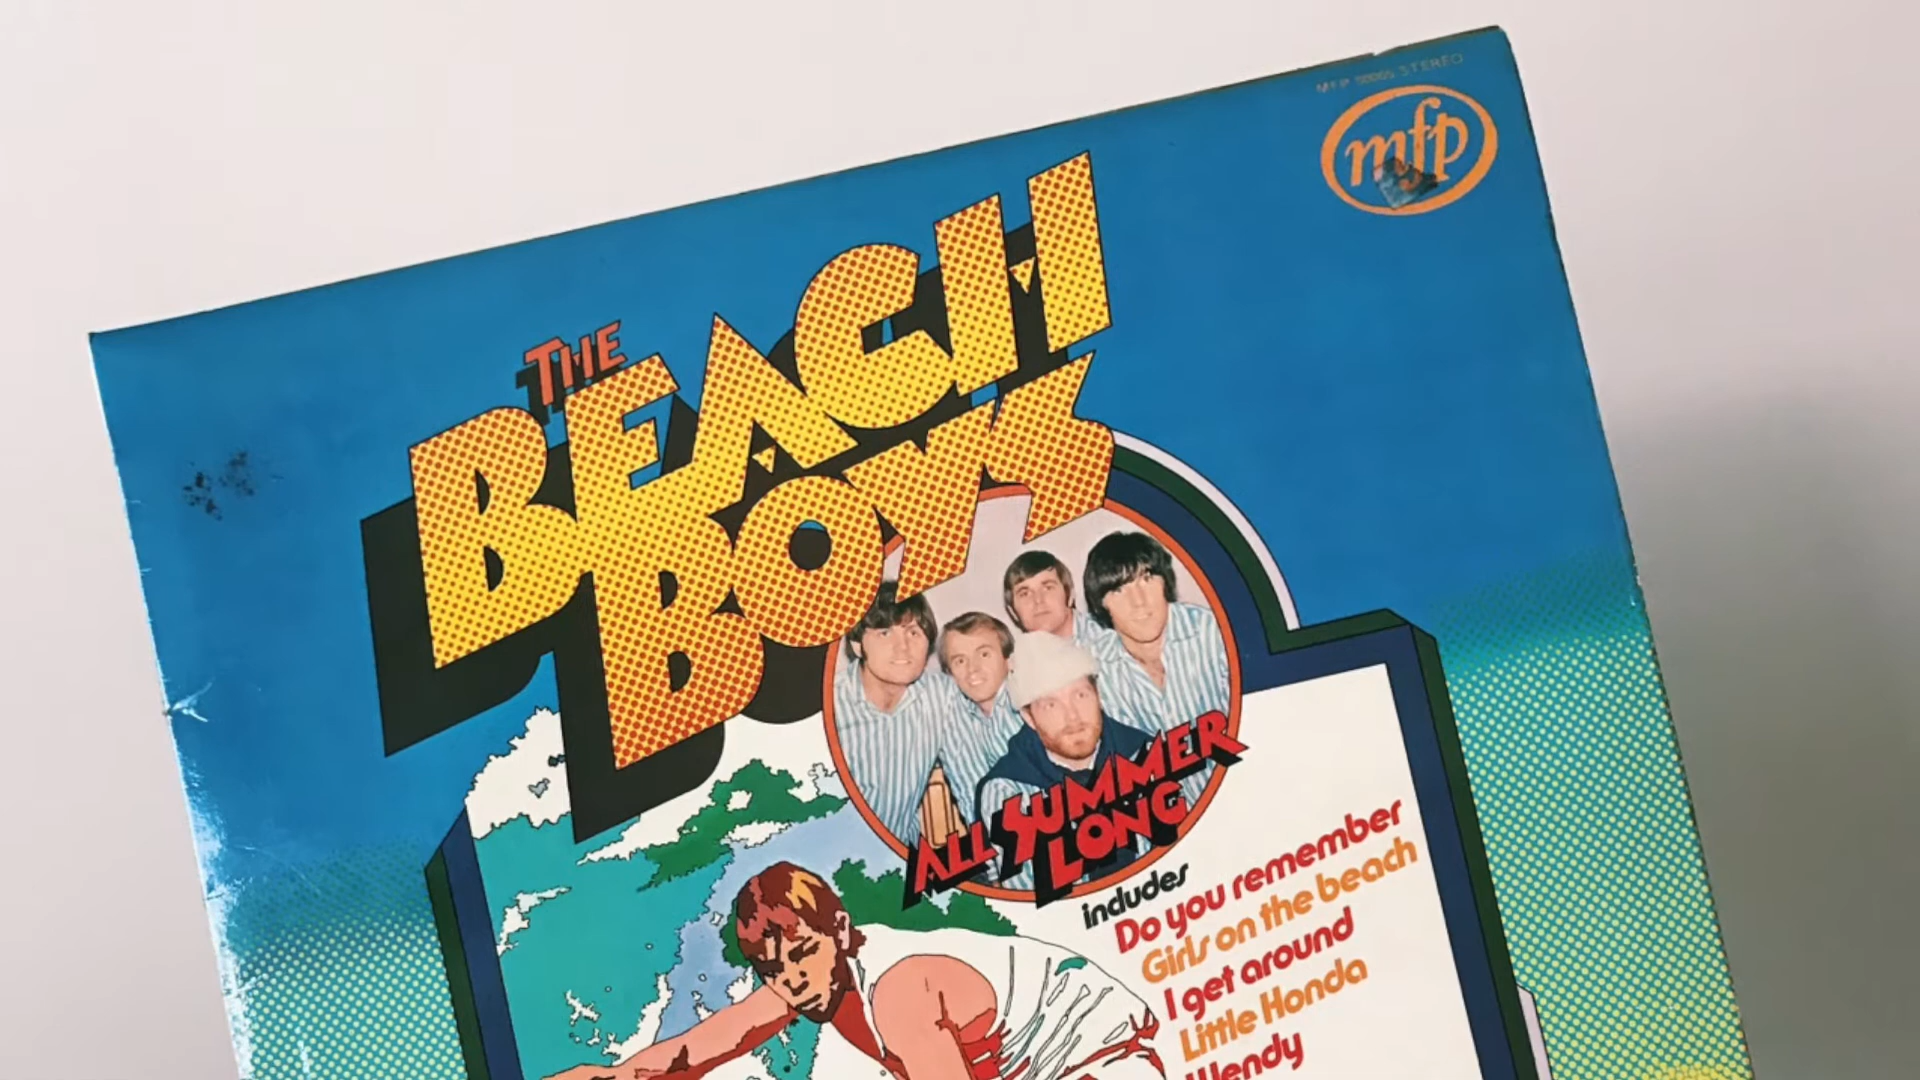 MFP 50065 STEREO
mfp
THE
BEACH
BOYS
ALL SUMMER
LONG
includes
Do you remember
Girls on the beach
I get around
Little Honda
Wendy